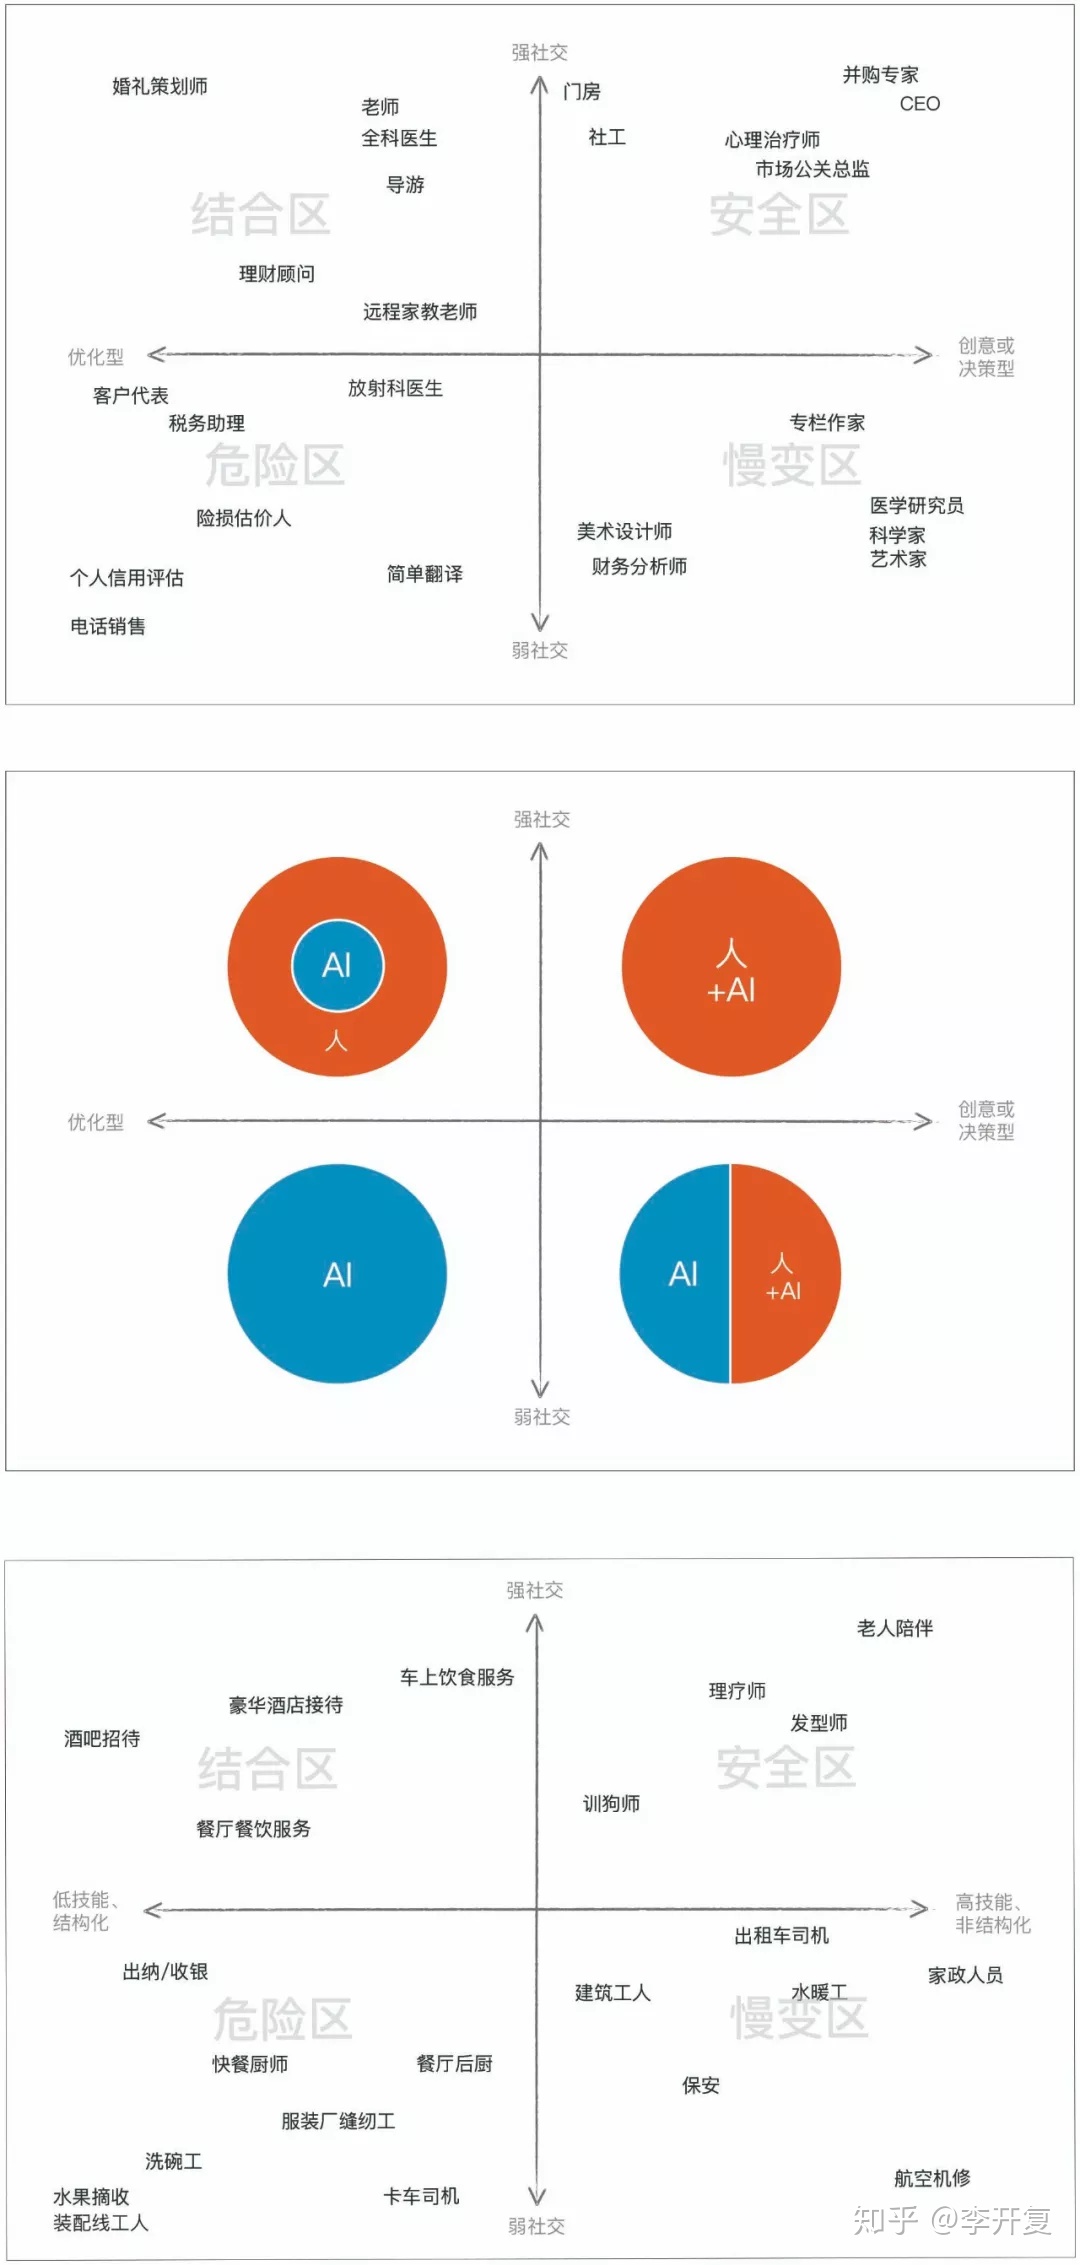 强社交
婚礼策划师
门房
并购专家
CEO
老师
全科医生
社工
心理治疗师
市场公关总监
导游
结合区
安全区
理财顾问
远程家教老师
优化型
创意或
决策型
客户代表
放射科医生
税务助理
专栏作家
危险区
慢变区
险损估价人
医学研究员
美术设计师
科学家
艺术家
个人信用评估
简单翻译
财务分析师
电话销售
弱社交
强社交
AI
人
人
+AI
优化型
创意或
决策型
AI
AI
人
+AI
弱社交
强社交
老人陪伴
车上饮食服务
理疗师
豪华酒店接待
发型师
酒吧招待
结合区
安全区
训狗师
餐厅餐饮服务
低技能、
结构化
高技能、
非结构化
出租车司机
出纳/收银
家政人员
建筑工人
水暖工
危险区
慢变区
快餐厨师
餐厅后厨
保安
服装厂缝纫工
洗碗工
航空机修
水果摘收
卡车司机
装配线工人
弱社交
知乎 @李开复